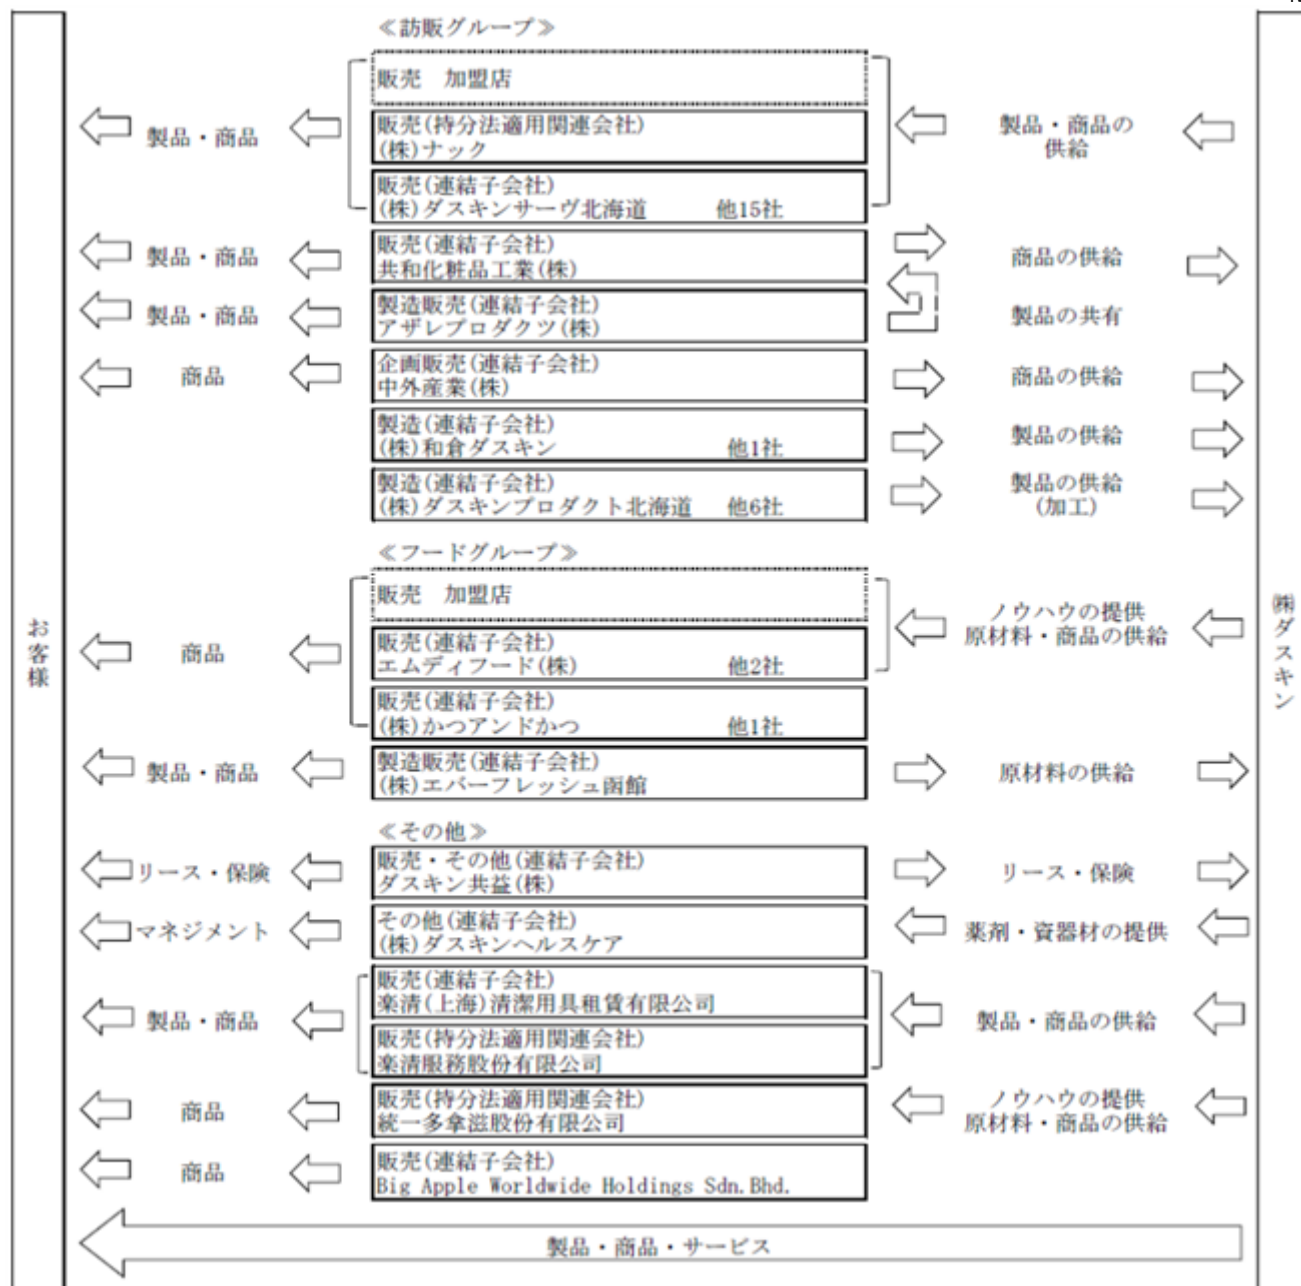 ≪訪販グループ≫
販売 加盟店
販売(持分法適用関連会社)
(株)ナック
製品・商品
製品・商品の
供給
販売(連結子会社)
(株)ダスキンサーヴ北海道 他15社
販売(連結子会社)
共和化粧品工業(株)
製品・商品
商品の供給
製造販売(連結子会社)
アザレプロダクツ(株)
製品・商品
製品の共有
企画販売(連結子会社)
中外産業(株)
商品
商品の供給
製造(連結子会社)
(株)和倉ダスキン 他1社
製品の供給
製造(連結子会社)
(株)ダスキンプロダクト北海道 他6社
製品の供給
(加工)
≪フードグループ≫
販売 加盟店
ノウハウの提供
原材料・商品の供給
お客様
㈱ダスキン
商品
販売(連結子会社)
エムディフード(株) 他2社
販売(連結子会社)
(株)かつアンドかつ 他1社
製造販売(連結子会社)
(株)エバーフレッシュ函館
製品・商品
原材料の供給
≪その他≫
販売・その他(連結子会社)
ダスキン共益(株)
リース・保険
リース・保険
その他(連結子会社)
(株)ダスキンヘルスケア
マネジメント
薬剤・資器材の提供
販売(連結子会社)
楽清(上海)清潔用具租賃有限公司
製品・商品
製品・商品の供給
販売(持分法適用関連会社)
楽清服務股份有限公司
販売(持分法適用関連会社)
統一多拿滋股份有限公司
商品
ノウハウの提供
原材料・商品の供給
販売(連結子会社)
Big Apple Worldwide Holdings Sdn.Bhd.
商品
製品・商品・サービス